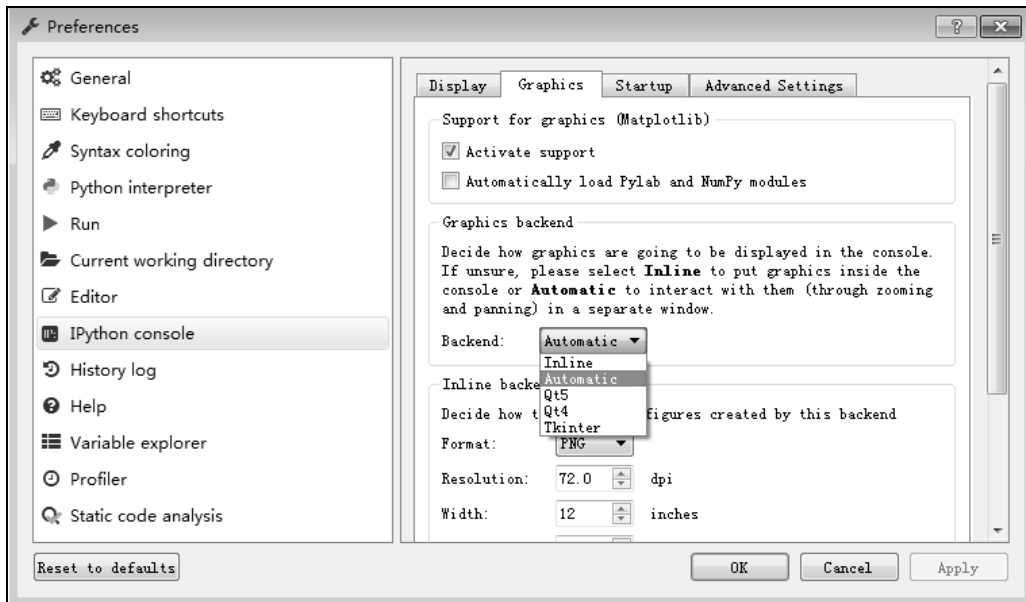 Preferences
General
Keyboard shortcuts
Syntax coloring
Python interpreter
Run
Current working directory
Editor
IPython console
History log
Help
Variable explorer
Profiler
Static code analysis
Display Graphics Startup Advanced Settings
Support for graphics (Matplotlib)
Activate support
Automatically load Pylab and NumPy modules
Graphics backend
Decide how graphics are going to be displayed in the console.
If unsure, please select Inline to put graphics inside the
console or Automatic to interact with them (through zooming
and panning) in a separate window.
Backend: Automatic
Inline
Automatic
Qt5
Qt4
Tkinter
Inline backe
Decide how t figures created by this backend
Format: PNG
Resolution: 72.0 dpi
Width: 12 inches
Reset to defaults OK Cancel Apply